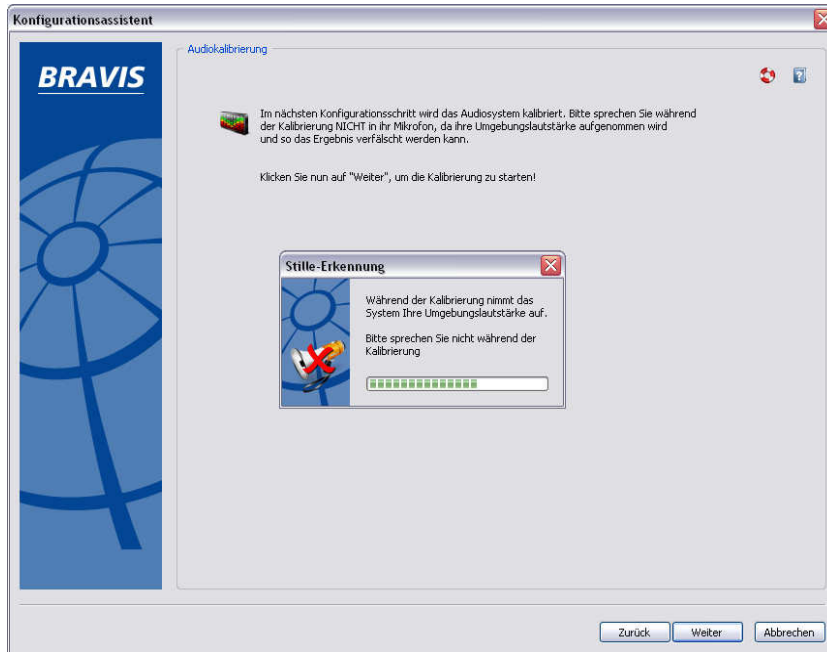 Konfigurationsassistent
BRAVIS
Audiokalibrierung
Im nächsten Konfigurationsschritt wird das Audiosystem kalibriert. Bitte sprechen Sie während
der Kalibrierung NICHT in ihr Mikrofon, da ihre Umgebungslautstärke aufgenommen wird
und so das Ergebnis verfälscht werden kann.
Klicken Sie nun auf "Weiter", um die Kalibrierung zu starten!
Stille-Erkennung
Während der Kalibrierung nimmt das
System Ihre Umgebungslautstärke auf.
Bitte sprechen Sie nicht während der
Kalibrierung
Zurück Weiter Abbrechen